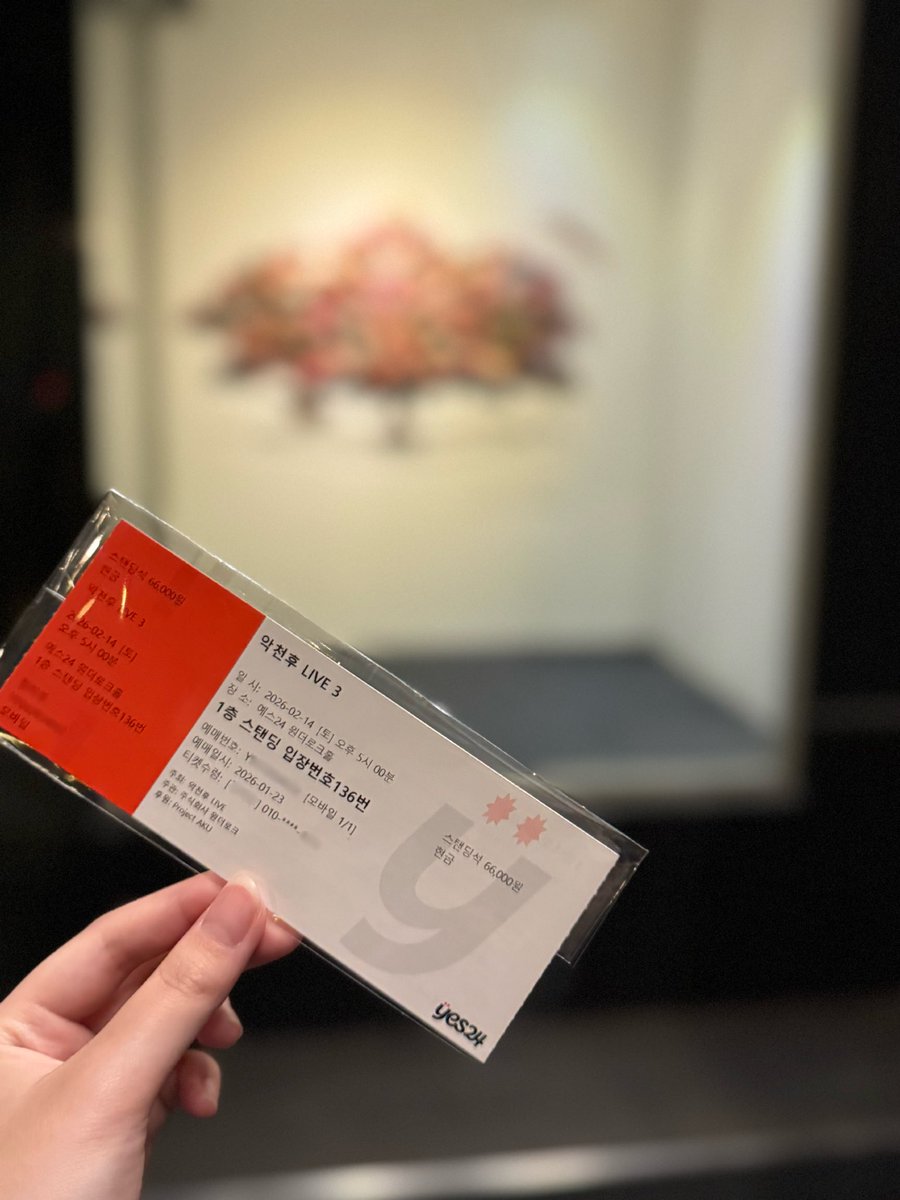 스탠딩석 66,000원
현금
악천후 LIVE 3
2026-02-14 [토]
오후 5시 00분
예스24 원더로크홀
1층 스탠딩 입장번호136번
모바일
악천후 LIVE 3
일 시: 2026-02-14 [토] 오후 5시 00분
장 소: 예스24 원더로크홀
1층 스탠딩 입장번호136번
예매번호: Y
예매일시: 2026-01-23 [모바일 1/1]
티켓수령: [ ] 010-****-
주최: 악천후 LIVE
주관: 주식회사 원더로크
후원: Project AKU
스탠딩석 66,000원
현금
y
yes24